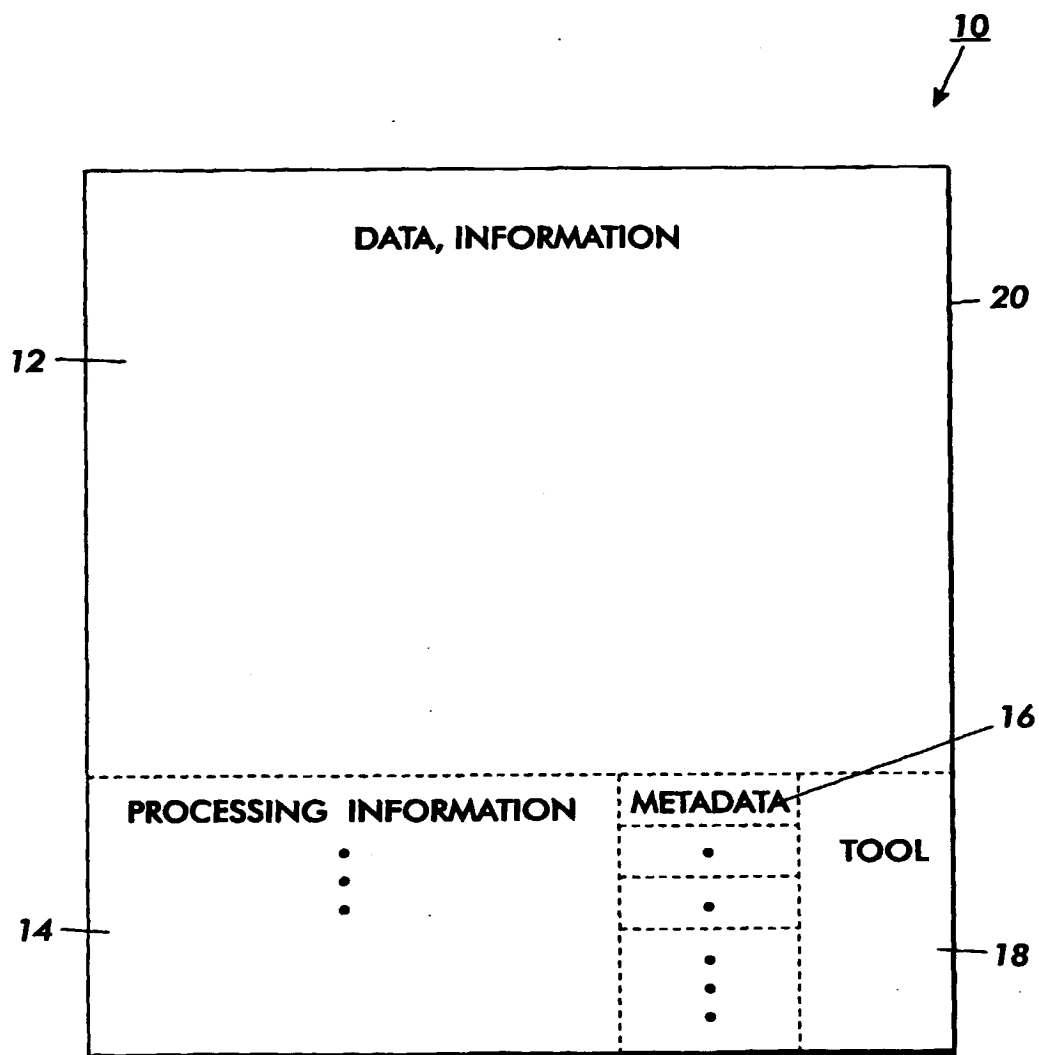 10
DATA, INFORMATION
20
12
16
PROCESSING INFORMATION
METADATA
TOOL
14
18